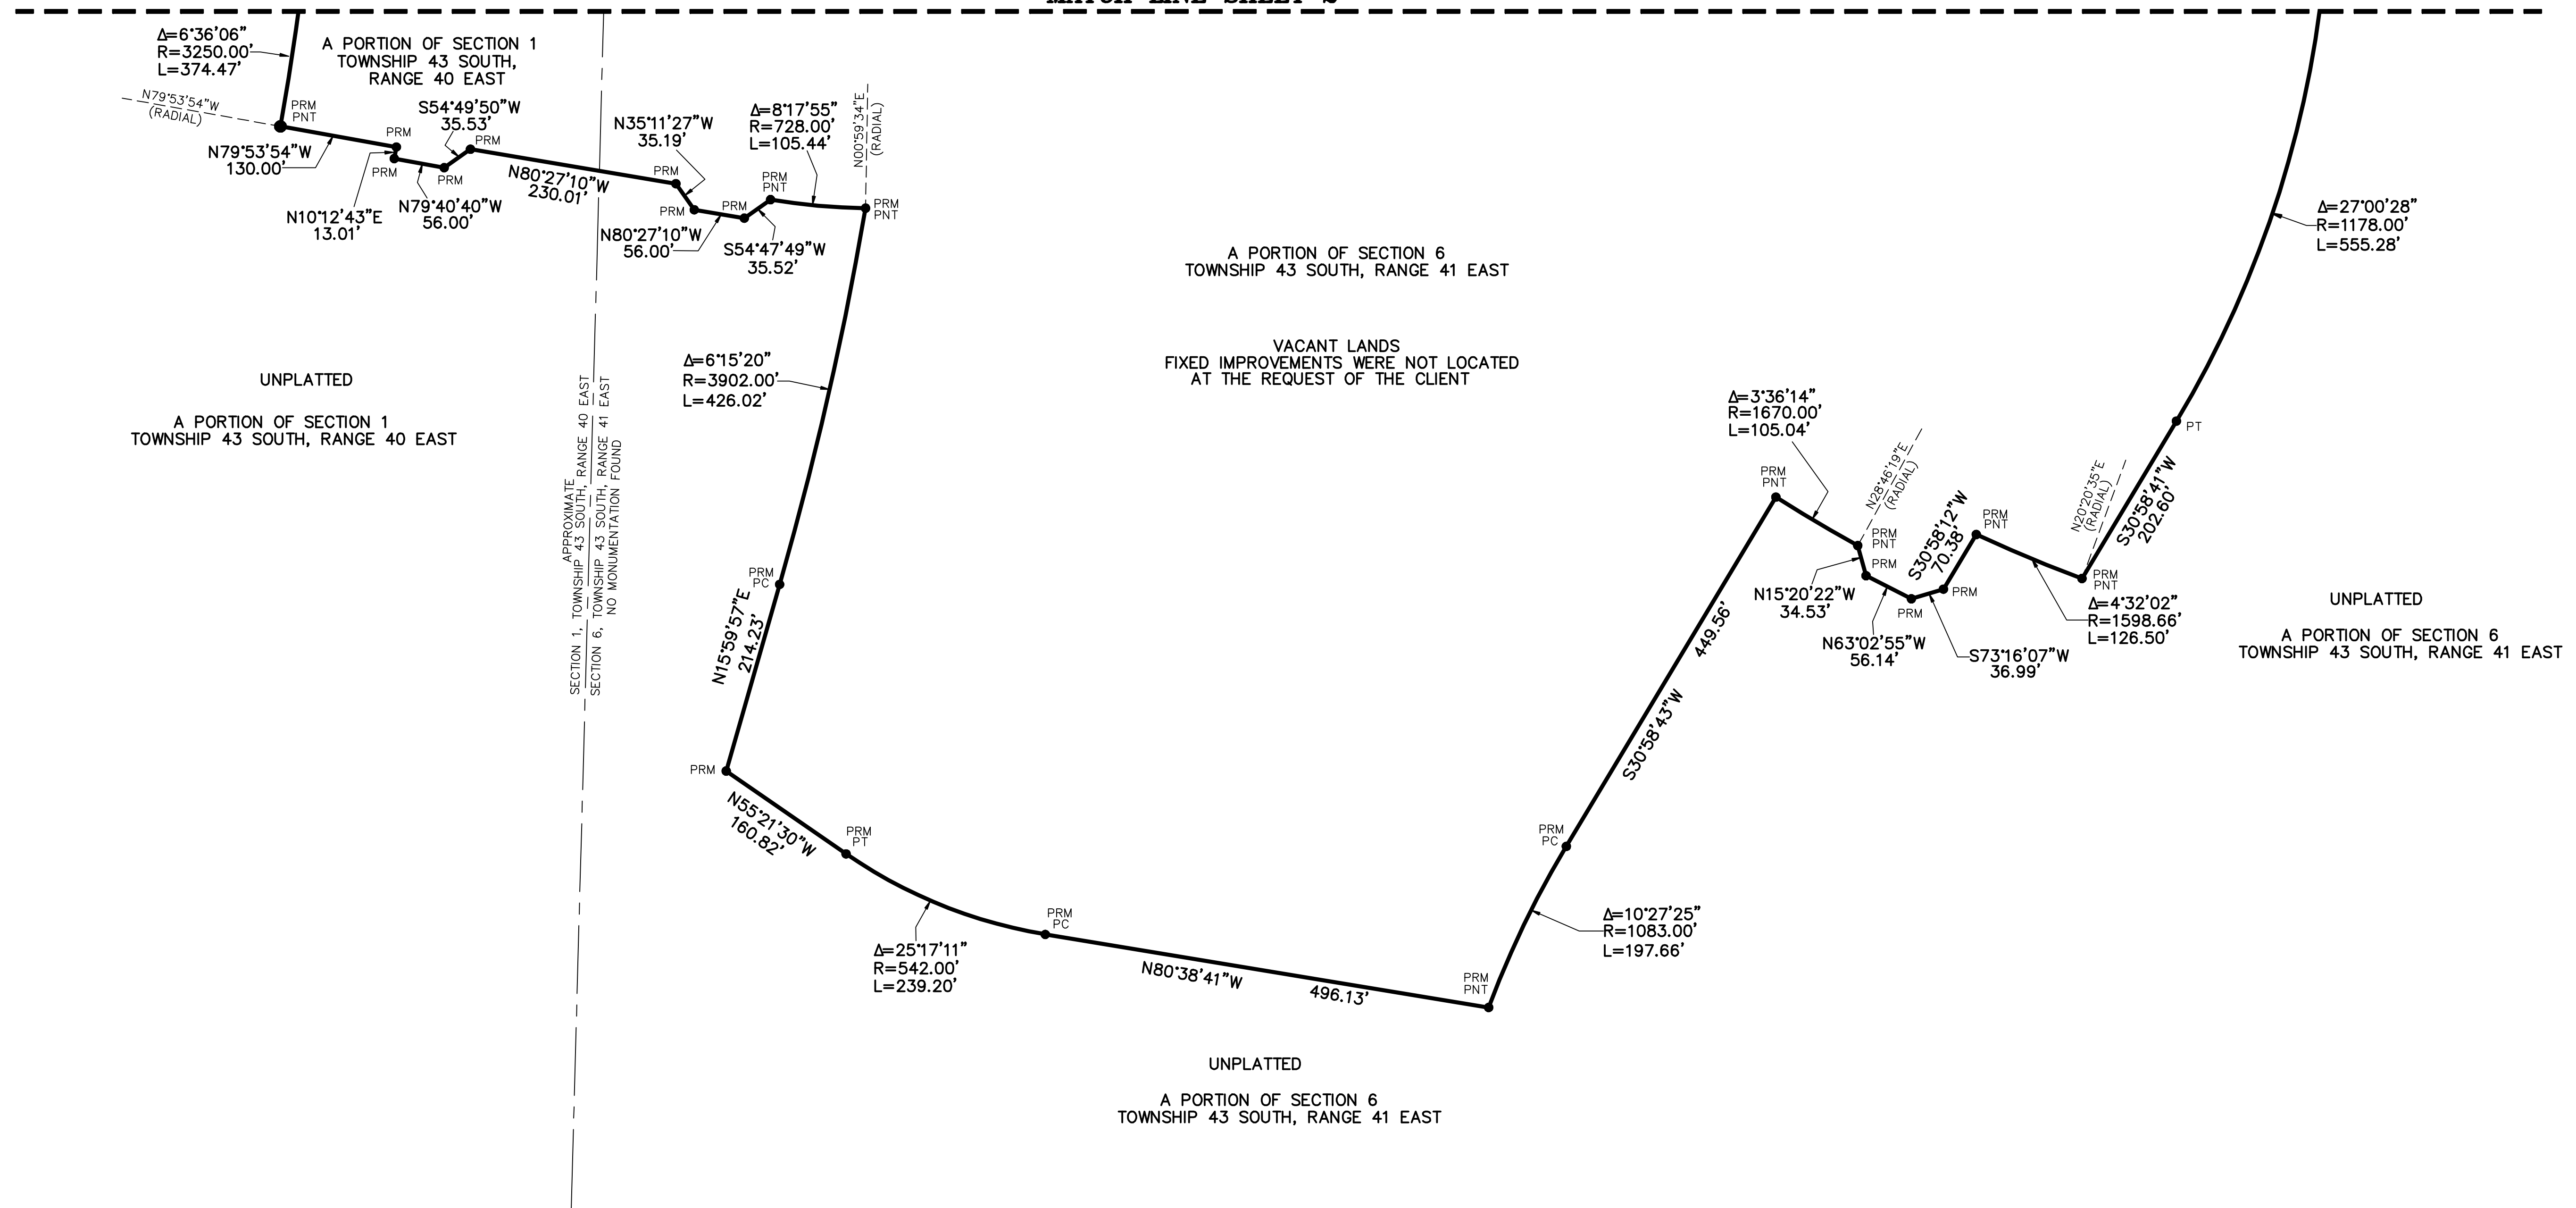 MATCH LINE SHEET
Δ=6°36'06"
R=3250.00'
L=374.47'
A PORTION OF SECTION 1
TOWNSHIP 43 SOUTH,
RANGE 40 EAST
N79°53'54"W
(RADIAL)
PRM
PNT
N79°53'54"W
130.00'
PRM
PRM
N10°12'43"E
13.01'
S54°49'50"W
35.53'
PRM
PRM
N79°40'40"W
56.00'
N80°27'10"W
230.01'
N35°11'27"W
35.19'
PRM
PRM
PRM
N80°27'10"W
56.00'
PRM
PNT
S54°47'49"W
35.52'
Δ=8°17'55"
R=728.00'
L=105.44'
N00°59'34"E
(RADIAL)
PRM
PNT
A PORTION OF SECTION 6
TOWNSHIP 43 SOUTH, RANGE 41 EAST
VACANT LANDS
FIXED IMPROVEMENTS WERE NOT LOCATED
AT THE REQUEST OF THE CLIENT
Δ=27°00'28"
R=1178.00'
L=555.28'
UNPLATTED
A PORTION OF SECTION 1
TOWNSHIP 43 SOUTH, RANGE 40 EAST
APPROXIMATE
SECTION 1, TOWNSHIP 43 SOUTH, RANGE 40 EAST
SECTION 6, TOWNSHIP 43 SOUTH, RANGE 41 EAST
NO MONUMENTATION FOUND
Δ=6°15'20"
R=3902.00'
L=426.02'
PRM
PC
N15°59'57"E
214.23'
PRM
N55°21'30"W
160.82'
PRM
PT
Δ=25°17'11"
R=542.00'
L=239.20'
PRM
PC
N80°38'41"W
496.13'
PRM
PNT
Δ=10°27'25"
R=1083.00'
L=197.66'
PRM
PC
S30°58'43"W
449.56'
PRM
PNT
Δ=3°36'14"
R=1670.00'
L=105.04'
N28°46'19"E
(RADIAL)
PRM
PNT
PRM
N15°20'22"W
34.53'
N63°02'55"W
56.14'
PRM
PRM
S73°16'07"W
36.99'
S30°58'12"W
70.38'
PRM
PNT
N20°20'35"E
(RADIAL)
PRM
PNT
Δ=4°32'02"
R=1598.66'
L=126.50'
S30°58'41"W
202.60'
PT
UNPLATTED
A PORTION OF SECTION 6
TOWNSHIP 43 SOUTH, RANGE 41 EAST
UNPLATTED
A PORTION OF SECTION 6
TOWNSHIP 43 SOUTH, RANGE 41 EAST